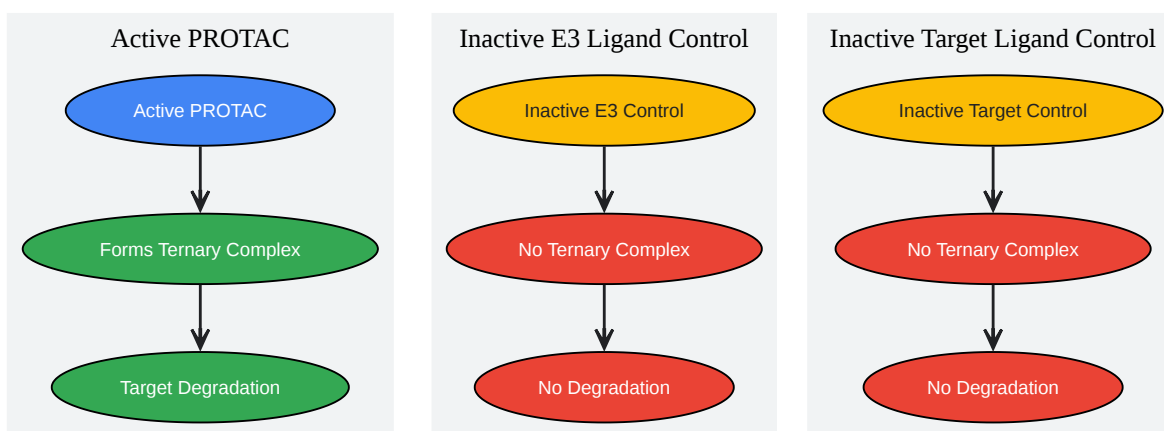 Active PROTAC
Active PROTAC
Forms Ternary Complex
Target Degradation
Inactive E3 Ligand Control
Inactive E3 Control
No Ternary Complex
No Degradation
Inactive Target Ligand Control
Inactive Target Control
No Ternary Complex
No Degradation